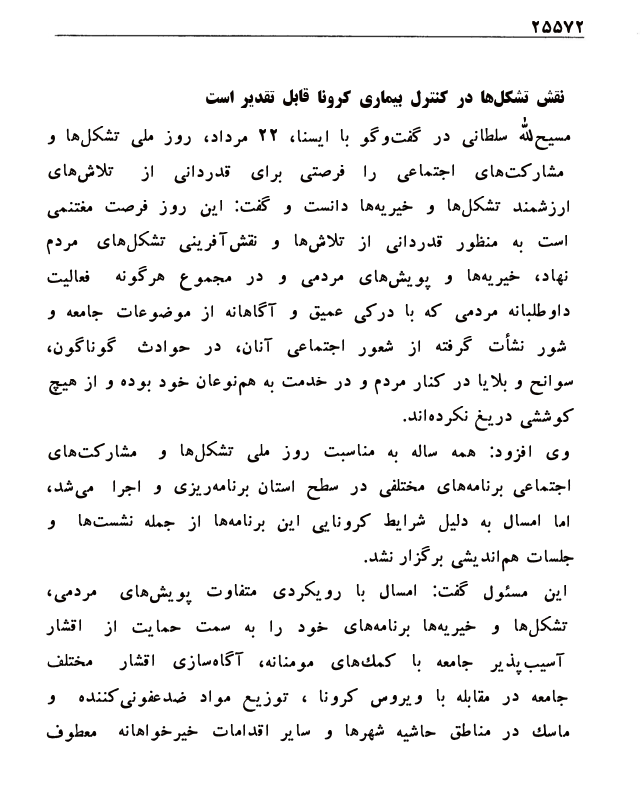 ۲۵۵۷۲
نقش تشکل‌ها در کنترل بیماری کرونا قابل تقدیر است
مسیح‌الله سلطانی در گفت‌وگو با ایسنا، ۲۲ مرداد، روز ملی تشکل‌ها و
مشارکت‌های اجتماعی را فرصتی برای قدردانی از تلاش‌های
ارزشمند تشکل‌ها و خیریه‌ها دانست و گفت: این روز فرصت مغتنمی
است به منظور قدردانی از تلاش‌ها و نقش‌آفرینی تشکل‌های مردم
نهاد، خیریه‌ها و پویش‌های مردمی و در مجموع هرگونه فعالیت
داوطلبانه مردمی که با درکی عمیق و آگاهانه از موضوعات جامعه و
شور نشأت گرفته از شعور اجتماعی آنان، در حوادث گوناگون،
سوانح و بلایا در کنار مردم و در خدمت به هم‌نوعان خود بوده و از هیچ
کوششی دریغ نکرده‌اند.
وی افزود: همه ساله به مناسبت روز ملی تشکل‌ها و مشارکت‌های
اجتماعی برنامه‌های مختلفی در سطح استان برنامه‌ریزی و اجرا می‌شد،
اما امسال به دلیل شرایط کرونایی این برنامه‌ها از جمله نشست‌ها و
جلسات هم‌اندیشی برگزار نشد.
این مسئول گفت: امسال با رویکردی متفاوت پویش‌های مردمی،
تشکل‌ها و خیریه‌ها برنامه‌های خود را به سمت حمایت از اقشار
آسیب‌پذیر جامعه با کمك‌های مومنانه، آگاه‌سازی اقشار مختلف
جامعه در مقابله با ویروس کرونا ، توزیع مواد ضدعفونی‌کننده و
ماسك در مناطق حاشیه شهرها و سایر اقدامات خیرخواهانه معطوف